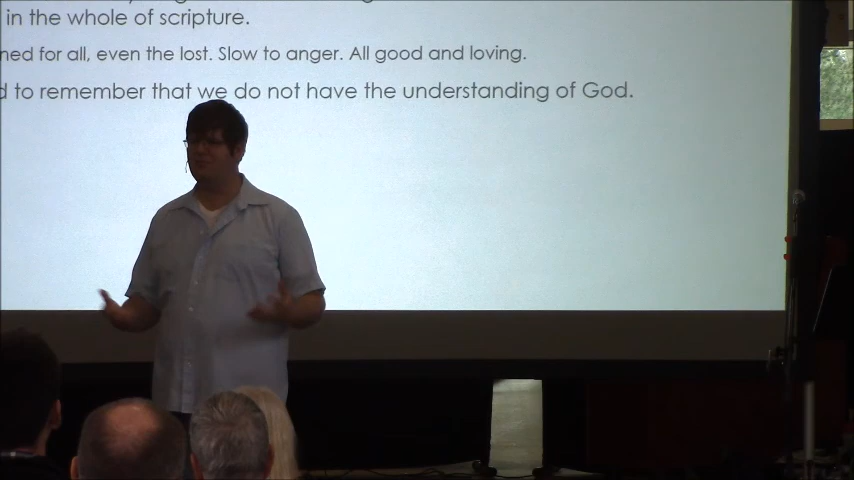 in the whole of scripture.
for all, even the lost. Slow to anger. All good and loving.
to remember that we do not have the understanding of God.